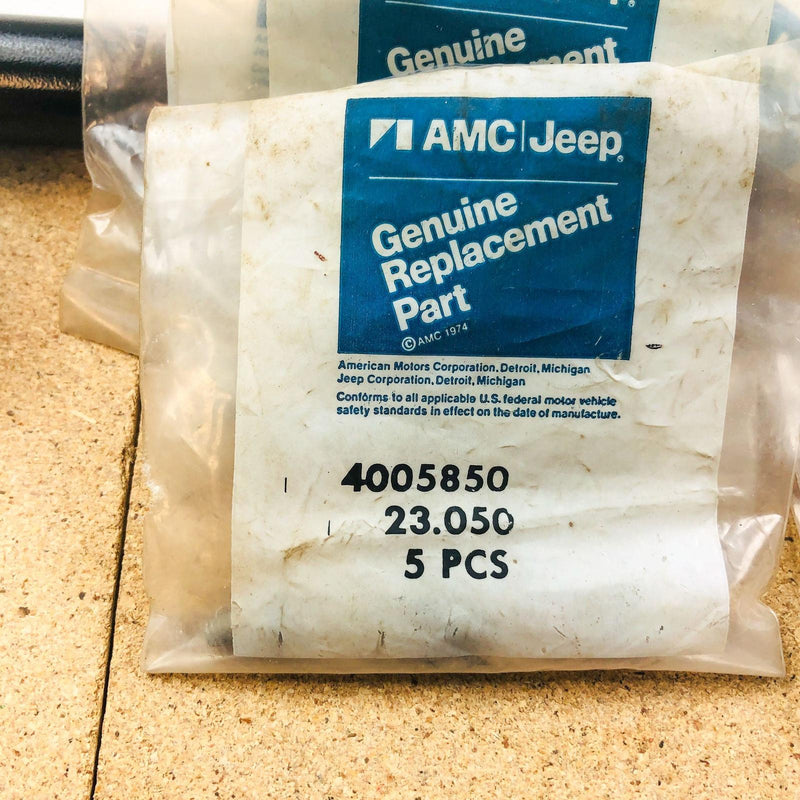 Genuine
ment
AMC|Jeep®
Genuine
Replacement
Part
© AMC 1974
American Motors Corporation, Detroit, Michigan
Jeep Corporation, Detroit, Michigan
Conforms to all applicable U.S. federal motor vehicle
safety standards in effect on the date of manufacture.
4005850
23.050
5 PCS